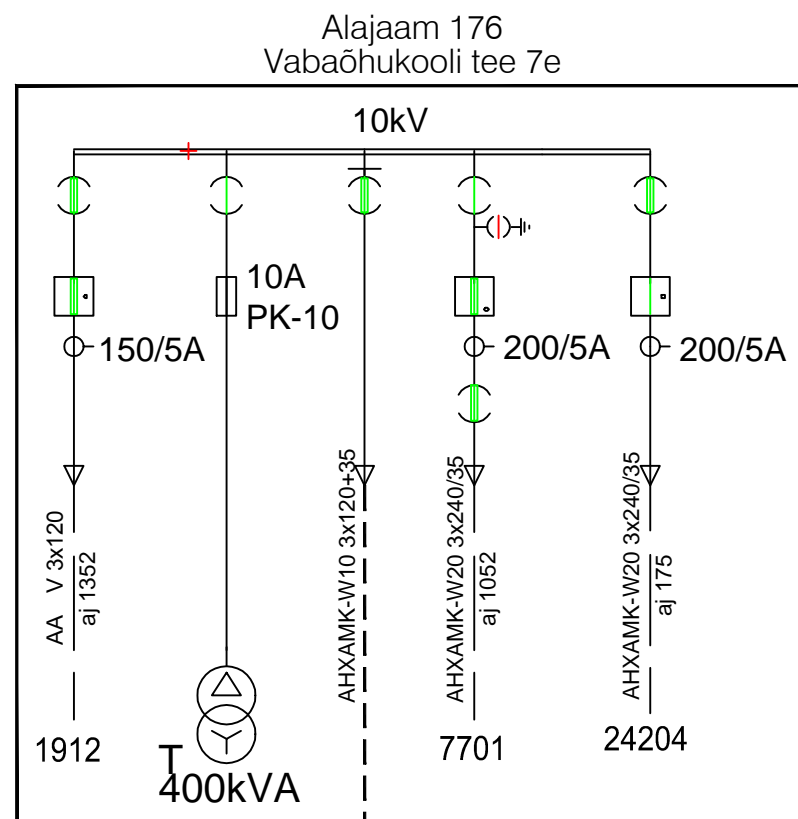 Alajaam 176
Vabaõhukooli tee 7e
10kV
10A
PK-10
150/5A
200/5A
200/5A
AA V 3x120
aj 1352
AHXAMK-W10 3x120+35
AHXAMK-W20 3x240/35
aj 1052
AHXAMK-W20 3x240/35
aj 175
1912
T
400kVA
7701
24204